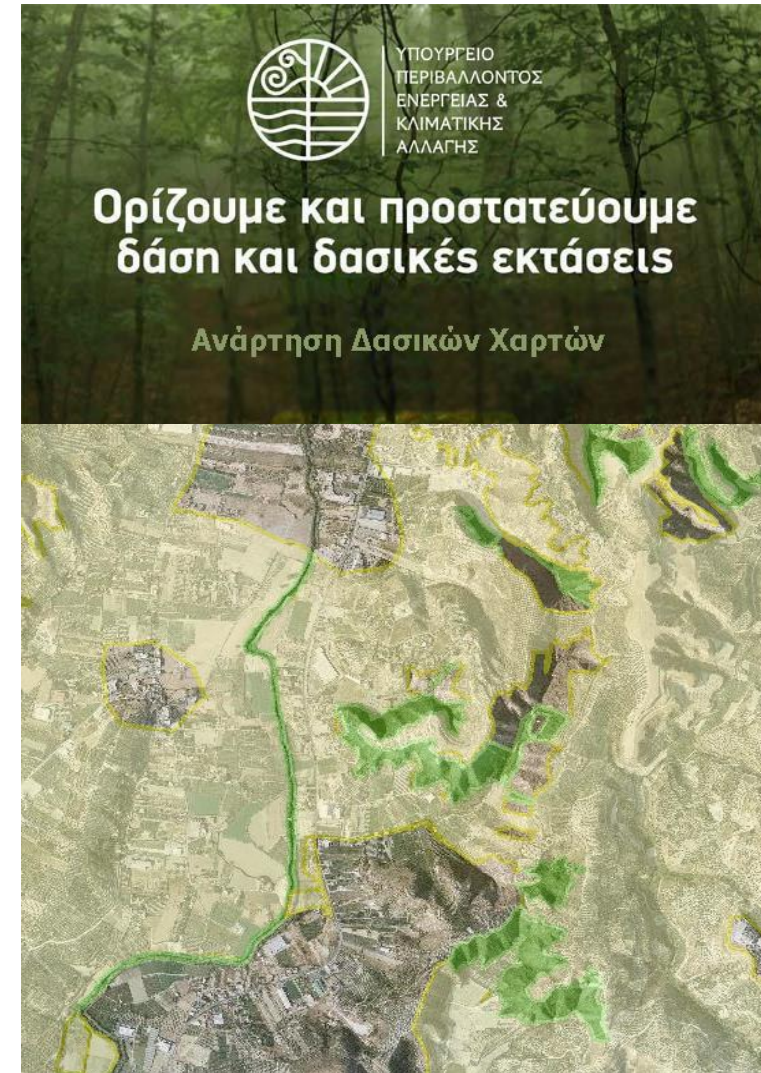 ΥΠΟΥΡΓΕΙΟ
ΠΕΡΙΒΑΛΛΟΝΤΟΣ
ΕΝΕΡΓΕΙΑΣ &
ΚΛΙΜΑΤΙΚΗΣ
ΑΛΛΑΓΗΣ
Ορίζουμε και προστατεύουμε
δάση και δασικές εκτάσεις
Ανάρτηση Δασικών Χαρτών